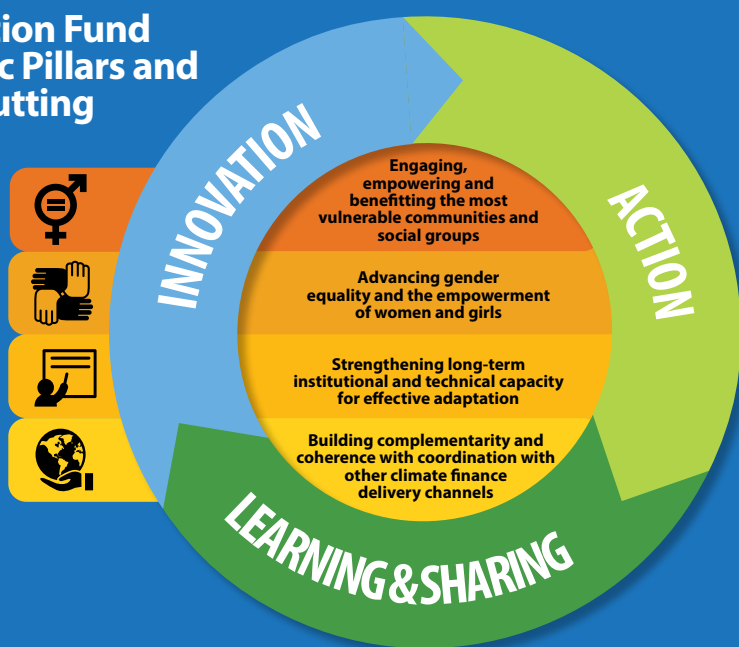 tion Fund
c Pillars and
utting
INNOVATION
ACTION
Engaging,
empowering and
benefitting the most
vulnerable communities and
social groups
Advancing gender
equality and the empowerment
of women and girls
Strengthening long-term
institutional and technical capacity
for effective adaptation
Building complementarity and
coherence with coordination with
other climate finance
delivery channels
LEARNING & SHARING